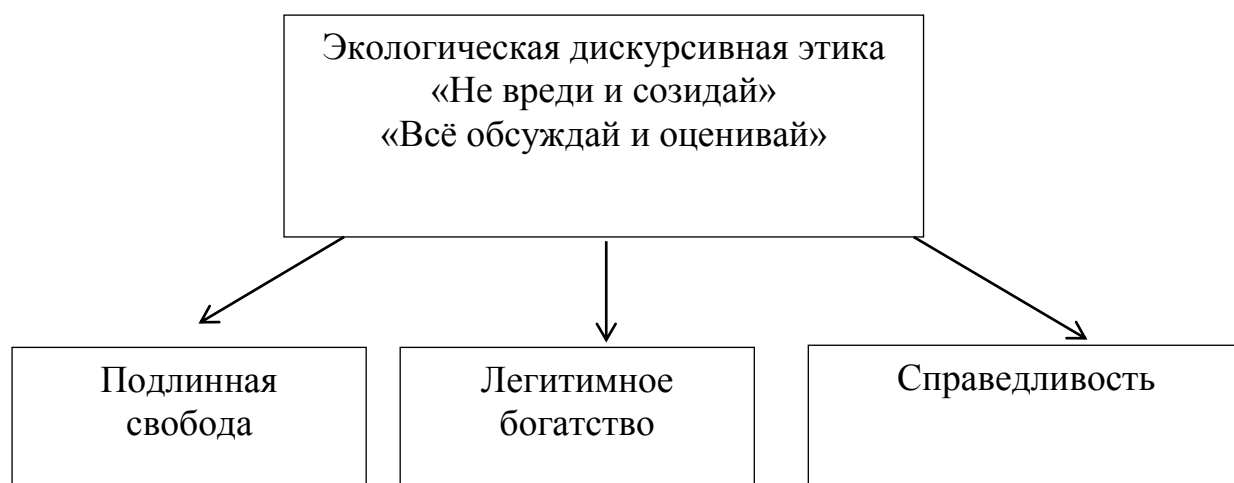 Экологическая дискурсивная этика
«Не вреди и созидай»
«Всё обсуждай и оценивай»
Подлинная
свобода
Легитимное
богатство
Справедливость